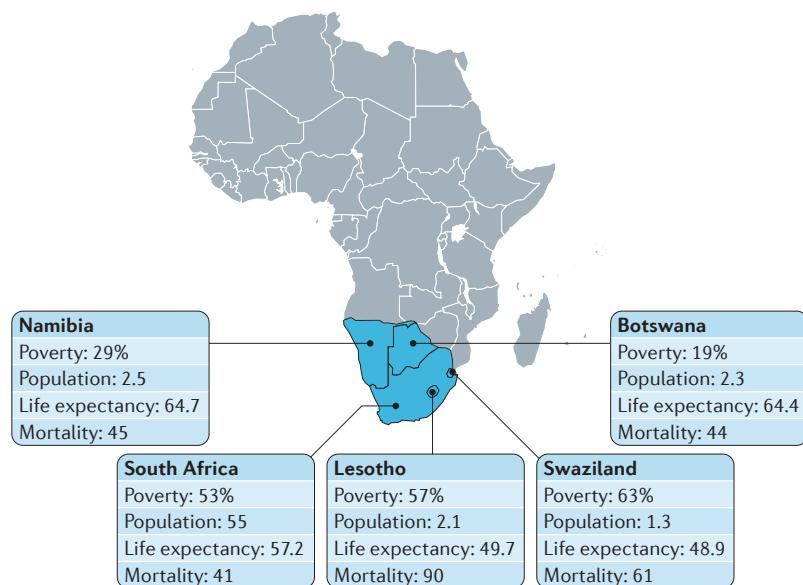 Namibia
Poverty: 29%
Population: 2.5
Life expectancy: 64.7
Mortality: 45
Botswana
Poverty: 19%
Population: 2.3
Life expectancy: 64.4
Mortality: 44
South Africa
Poverty: 53%
Population: 55
Life expectancy: 57.2
Mortality: 41
Lesotho
Poverty: 57%
Population: 2.1
Life expectancy: 49.7
Mortality: 90
Swaziland
Poverty: 63%
Population: 1.3
Life expectancy: 48.9
Mortality: 61